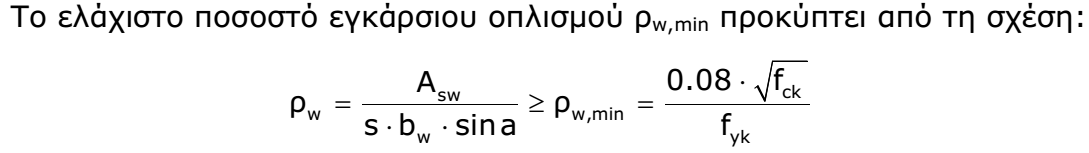 Το ελάχιστο ποσοστό εγκάρσιου οπλισμού ρw,min προκύπτει από τη σχέση:
ρw = Asw / (s · bw · sin a) ≥ ρw,min = (0.08 · √fck) / fyk